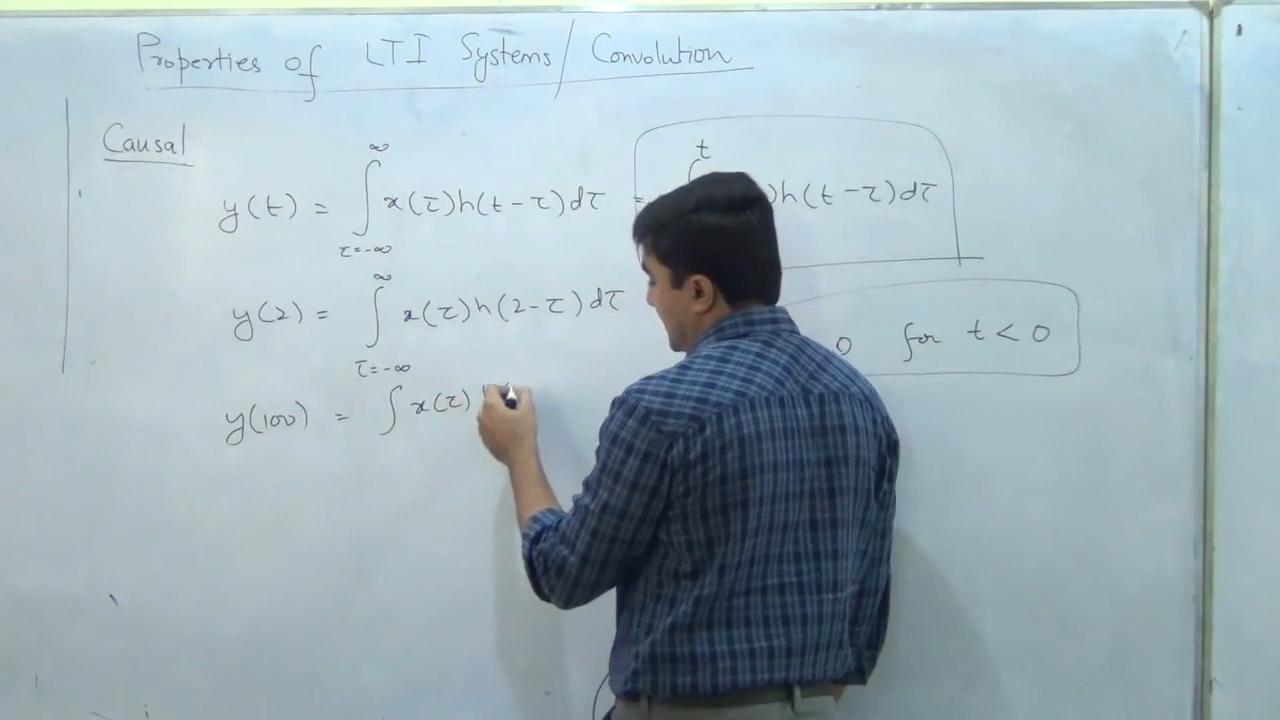 Properties of LTI Systems / Convolution
Causal
y(t) = ∫_{τ=-∞}^{∞} x(τ)h(t-τ)dτ = ∫^{t} )h(t-τ)dτ
y(2) = ∫_{τ=-∞}^{∞} x(τ)h(2-τ)dτ
0 for t < 0
y(100) = ∫ x(τ)